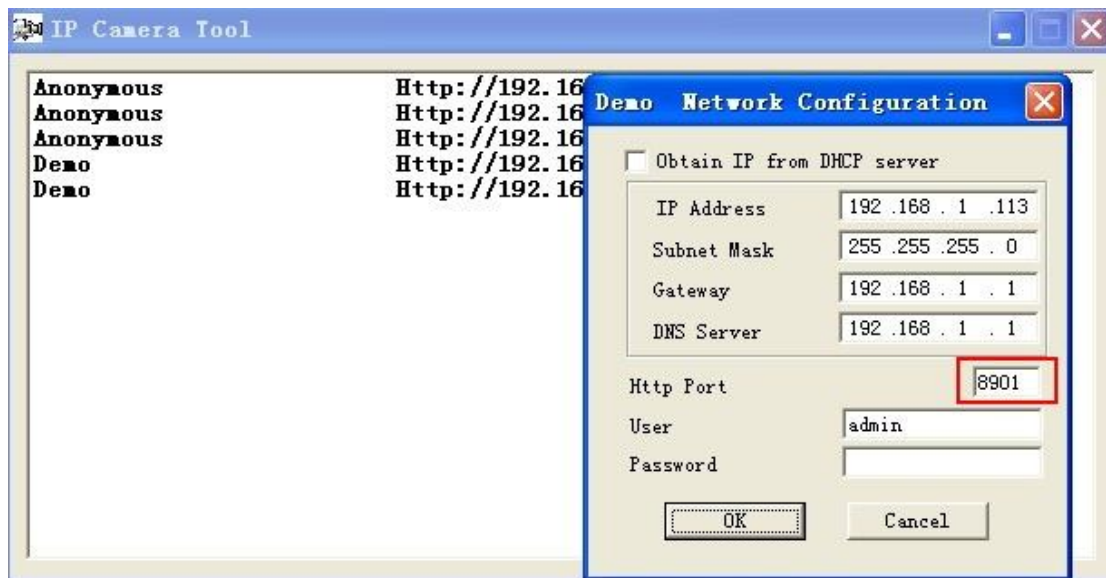 IP Camera Tool
Anonymous Http://192.16
Anonymous Http://192.16
Anonymous Http://192.16
Demo Http://192.16
Demo Http://192.16
Demo Network Configuration
Obtain IP from DHCP server
IP Address 192 .168 . 1 .113
Subnet Mask 255 .255 .255 . 0
Gateway 192 .168 . 1 . 1
DNS Server 192 .168 . 1 . 1
Http Port 8901
User admin
Password
OK Cancel